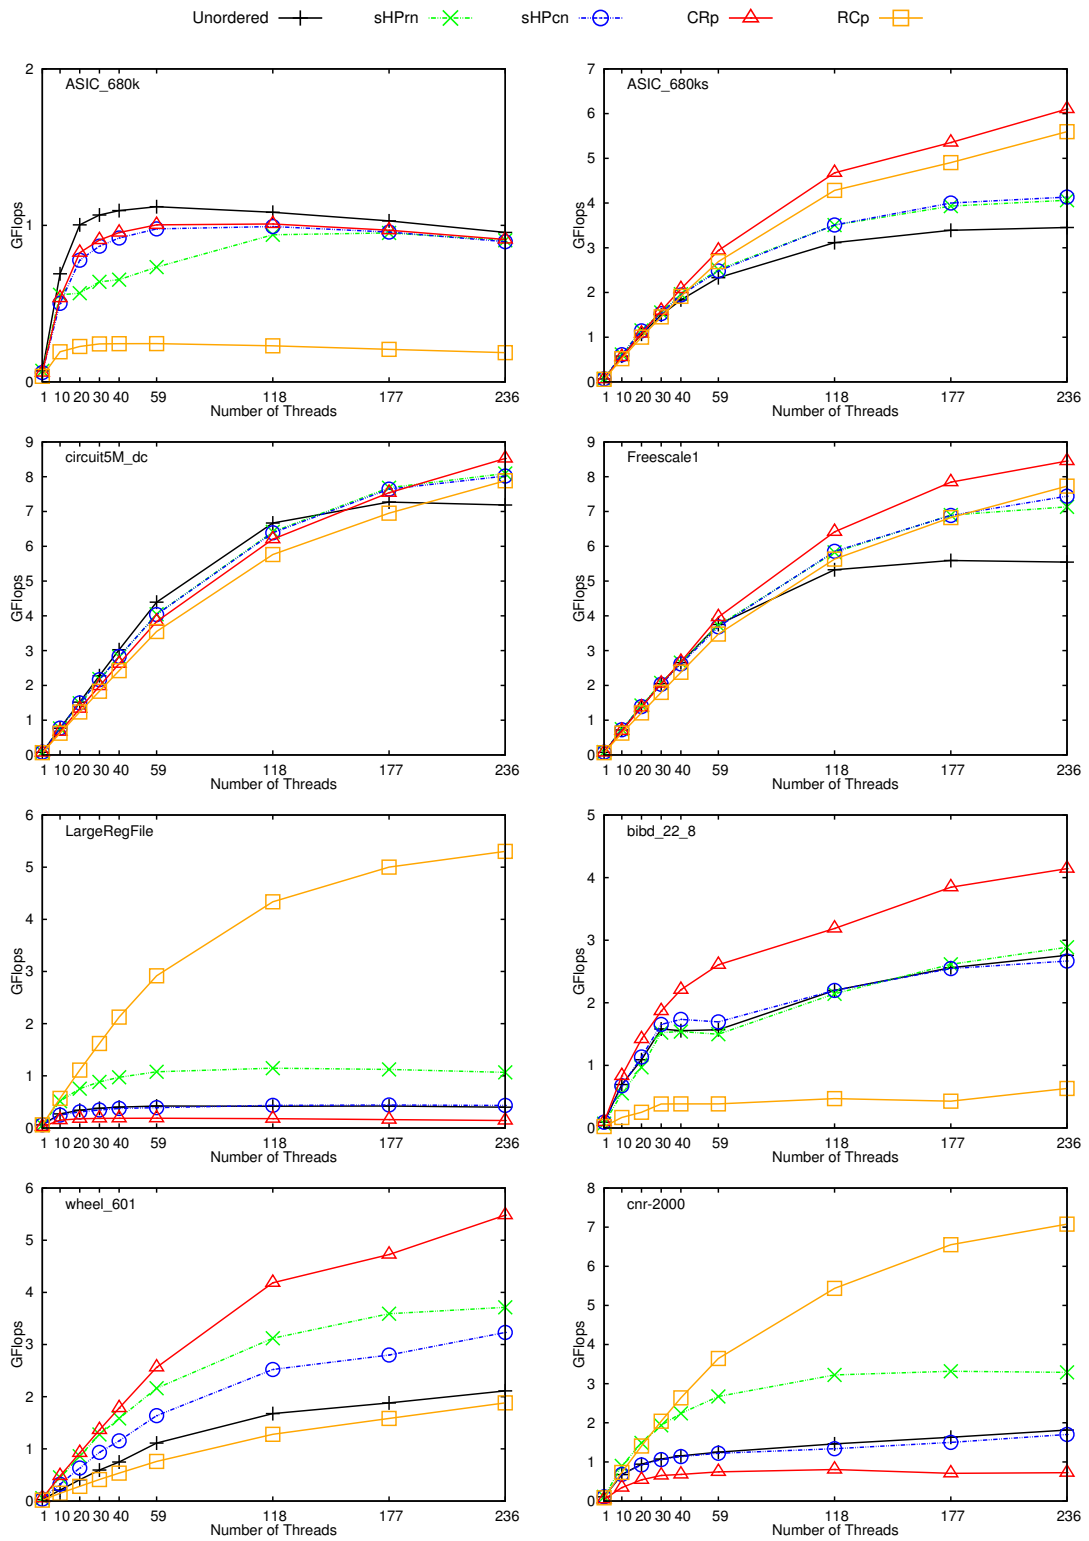 Unordered sHPrn sHPcn CRp RCp
ASIC_680k
2
1
0
GFlops
1 10 20 30 40 59 118 177 236
Number of Threads
ASIC_680ks
7
6
5
4
3
2
1
0
GFlops
1 10 20 30 40 59 118 177 236
Number of Threads
circuit5M_dc
9
8
7
6
5
4
3
2
1
0
GFlops
1 10 20 30 40 59 118 177 236
Number of Threads
Freescale1
9
8
7
6
5
4
3
2
1
0
GFlops
1 10 20 30 40 59 118 177 236
Number of Threads
LargeRegFile
6
5
4
3
2
1
0
GFlops
1 10 20 30 40 59 118 177 236
Number of Threads
bibd_22_8
5
4
3
2
1
0
GFlops
1 10 20 30 40 59 118 177 236
Number of Threads
wheel_601
6
5
4
3
2
1
0
GFlops
1 10 20 30 40 59 118 177 236
Number of Threads
cnr-2000
8
7
6
5
4
3
2
1
0
GFlops
1 10 20 30 40 59 118 177 236
Number of Threads